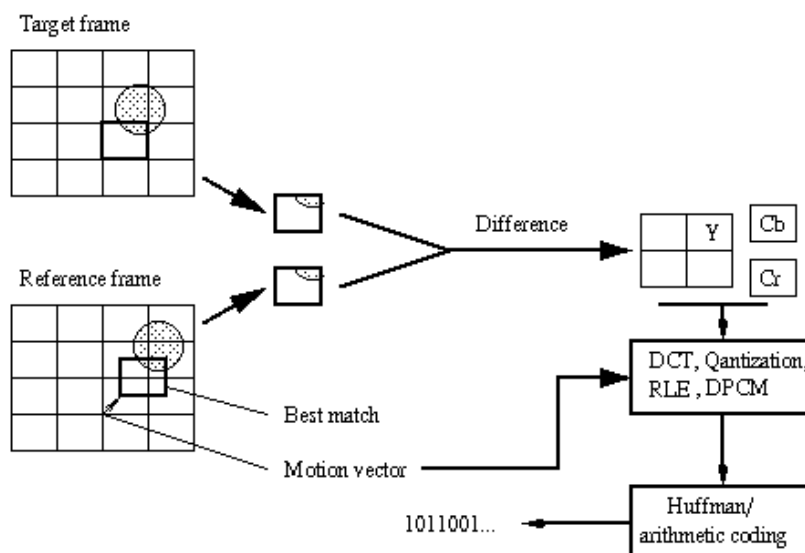 Target frame
Difference
Y
Cb
Cr
Reference frame
Best match
Motion vector
DCT, Qantization,
RLE , DPCM
Huffman/
arithmetic coding
1011001...